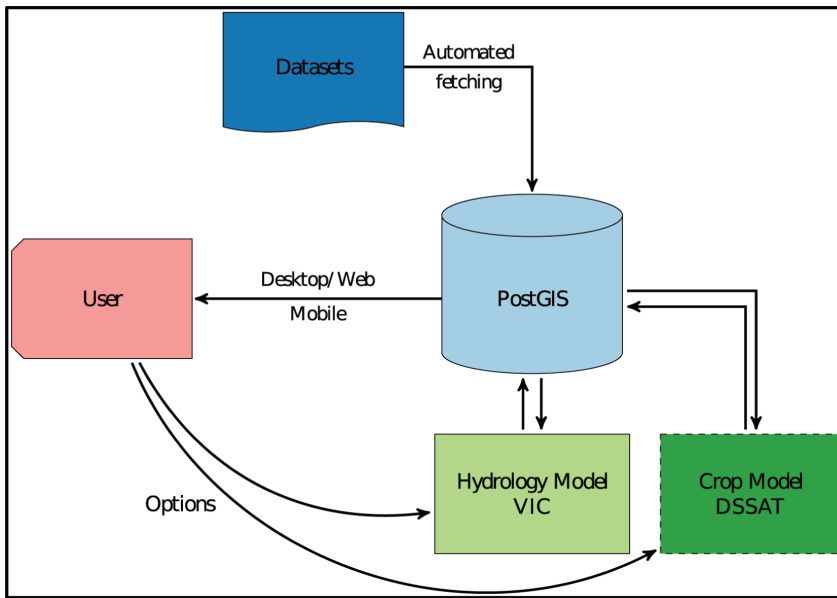 Datasets
Automated
fetching
User
Desktop/Web
Mobile
PostGIS
Options
Hydrology Model
VIC
Crop Model
DSSAT